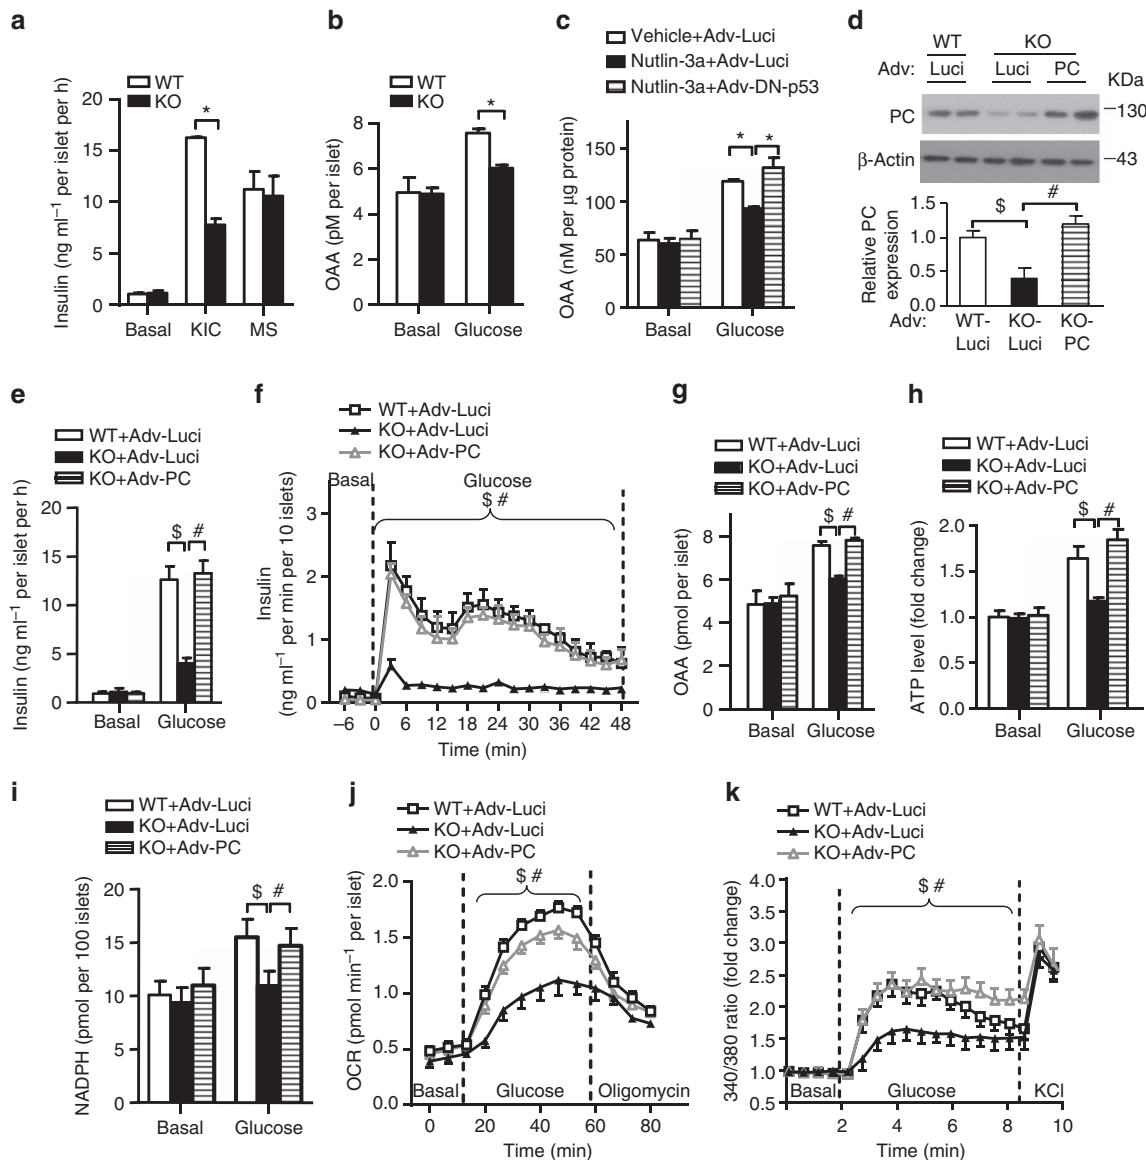 a
WT
KO
Insulin (ng ml⁻¹ per islet per h)
20
15
10
5
0
*
Basal
KIC
MS
b
WT
KO
OAA (pM per islet)
8
6
4
2
0
*
Basal
Glucose
c
Vehicle+Adv-Luci
Nutlin-3a+Adv-Luci
Nutlin-3a+Adv-DN-p53
OAA (nM per µg protein)
150
100
50
0
* *
Basal
Glucose
d
WT KO
Adv: Luci Luci PC KDa
PC 130
β-Actin 43
Relative PC
expression
1.5
1.0
0.5
0.0
$ #
Adv: WT- KO- KO-
Luci Luci PC
e
WT+Adv-Luci
KO+Adv-Luci
KO+Adv-PC
Insulin (ng ml⁻¹ per islet per h)
20
15
10
5
0
$ #
Basal
Glucose
f
WT+Adv-Luci
KO+Adv-Luci
KO+Adv-PC
Basal
Glucose
$ #
Insulin
(ng ml⁻¹ per min per 10 islets)
3
2
1
0
−6 0 6 12 18 24 30 36 42 48
Time (min)
g
WT+Adv-Luci
KO+Adv-Luci
KO+Adv-PC
OAA (pmol per islet)
8
6
4
2
0
$ #
Basal
Glucose
h
WT+Adv-Luci
KO+Adv-Luci
KO+Adv-PC
ATP level (fold change)
2.0
1.5
1.0
0.5
0.0
$ #
Basal
Glucose
i
WT+Adv-Luci
KO+Adv-Luci
KO+Adv-PC
NADPH (pmol per 100 islets)
20
15
10
5
0
$ #
Basal
Glucose
j
WT+Adv-Luci
KO+Adv-Luci
KO+Adv-PC
OCR (pmol min⁻¹ per islet)
2.0
1.5
1.0
0.5
0.0
$ #
Basal
Glucose
Oligomycin
0 20 40 60 80
Time (min)
k
WT+Adv-Luci
KO+Adv-Luci
KO+Adv-PC
340/380 ratio (fold change)
4.0
3.5
3.0
2.5
2.0
1.5
1.0
0.5
$ #
Basal
Glucose
KCl
2 4 6 8 10
Time (min)